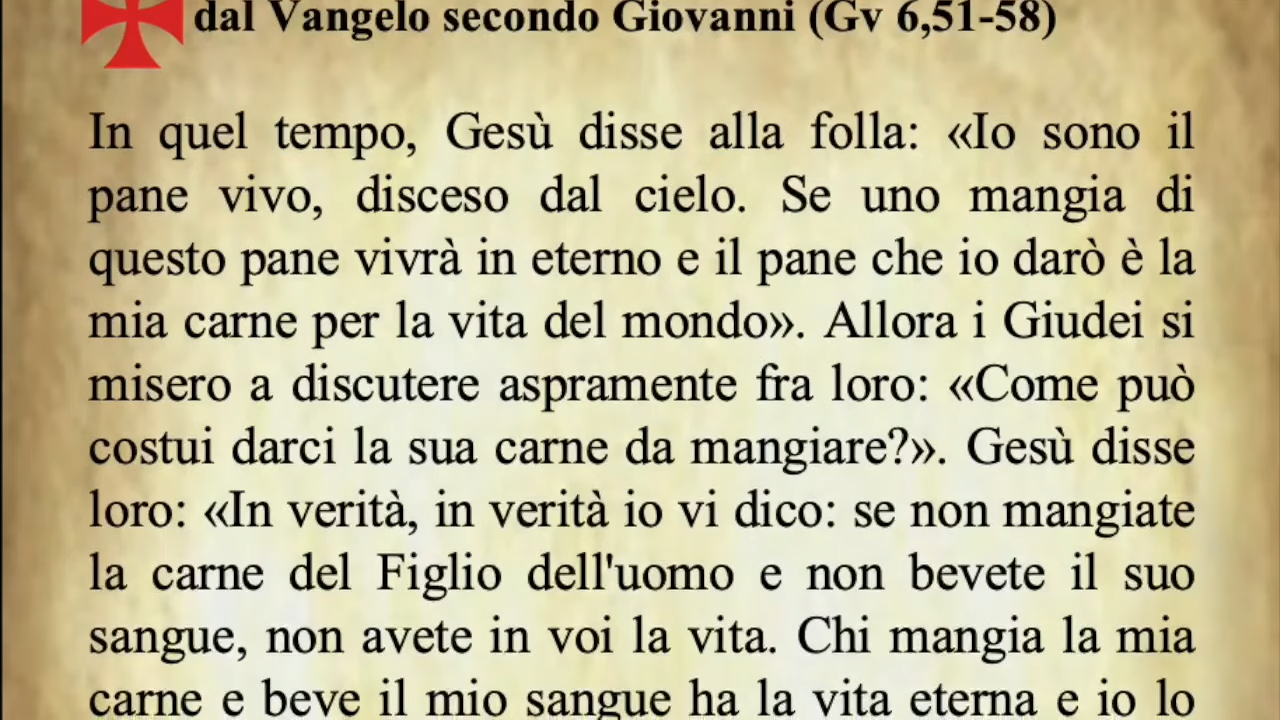 dal Vangelo secondo Giovanni (Gv 6,51-58)
In quel tempo, Gesù disse alla folla: «Io sono il
pane vivo, disceso dal cielo. Se uno mangia di
questo pane vivrà in eterno e il pane che io darò è la
mia carne per la vita del mondo». Allora i Giudei si
misero a discutere aspramente fra loro: «Come può
costui darci la sua carne da mangiare?». Gesù disse
loro: «In verità, in verità io vi dico: se non mangiate
la carne del Figlio dell'uomo e non bevete il suo
sangue, non avete in voi la vita. Chi mangia la mia
carne e beve il mio sangue ha la vita eterna e io lo